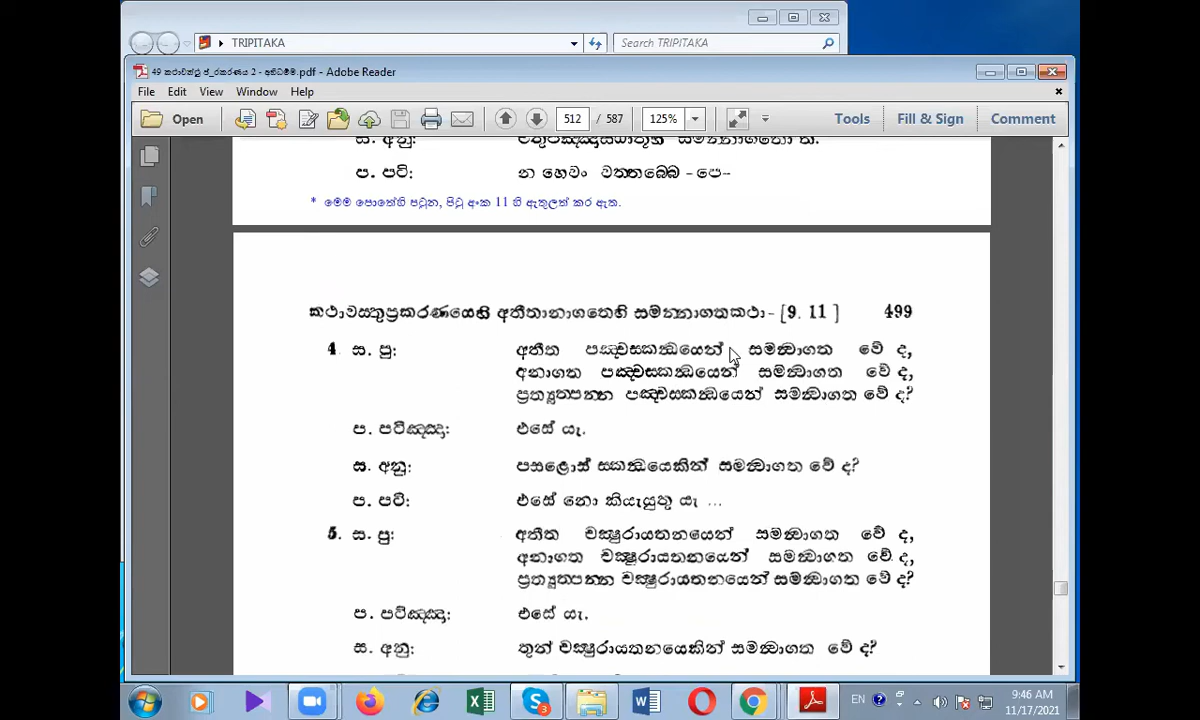 TRIPITAKA
Search TRIPITAKA
49 කථාවත්ථු ප්‍රකරණය 2 - අභිධම්ම.pdf - Adobe Reader
File Edit View Window Help
Open 512 / 587 125% Tools Fill & Sign Comment
ස. අනු: සමන්නාගතො ති.
ප. පටි: න හෙවං වත්තබ්බෙ -පෙ-
* මෙම පොතේහි පටුන, පිටු අංක 11 හි ඇතුලත් කර ඇත.
කථාවස්තුප්‍රකරණයෙහි අතීතානාගතෙහි සමන්නාගතකථා - [9. 11 ] 499
4 ස. පු: අතීත පඤ්චස්කන්‍ධයෙන් සමන්‍වාගත වේ ද,
අනාගත පඤ්චස්කන්‍ධයෙන් සමන්‍වාගත වේ ද,
ප්‍රත්‍යුත්පන්න පඤ්චස්කන්‍ධයෙන් සමන්‍වාගත වේ ද?
ප. පටිඤ්ඤා: එසේ යැ.
ස. අනු: පසළොස් ස්කන්‍ධයෙකින් සමන්‍වාගත වේ ද?
ප. පටි: එසේ නො කියැයුතු යැ ...
5. ස. පු: අතීත චක්‍ෂුරායතනයෙන් සමන්‍වාගත වේ ද,
අනාගත චක්‍ෂුරායතනයෙන් සමන්‍වාගත වේ ද,
ප්‍රත්‍යුත්පන්න චක්‍ෂුරායතනයෙන් සමන්‍වාගත වේ ද?
ප. පටිඤ්ඤා: එසේ යැ.
ස. අනු: තුන් චක්‍ෂුරායතනයෙකින් සමන්‍වාගත වේ ද?
EN 9:46 AM
11/17/2021